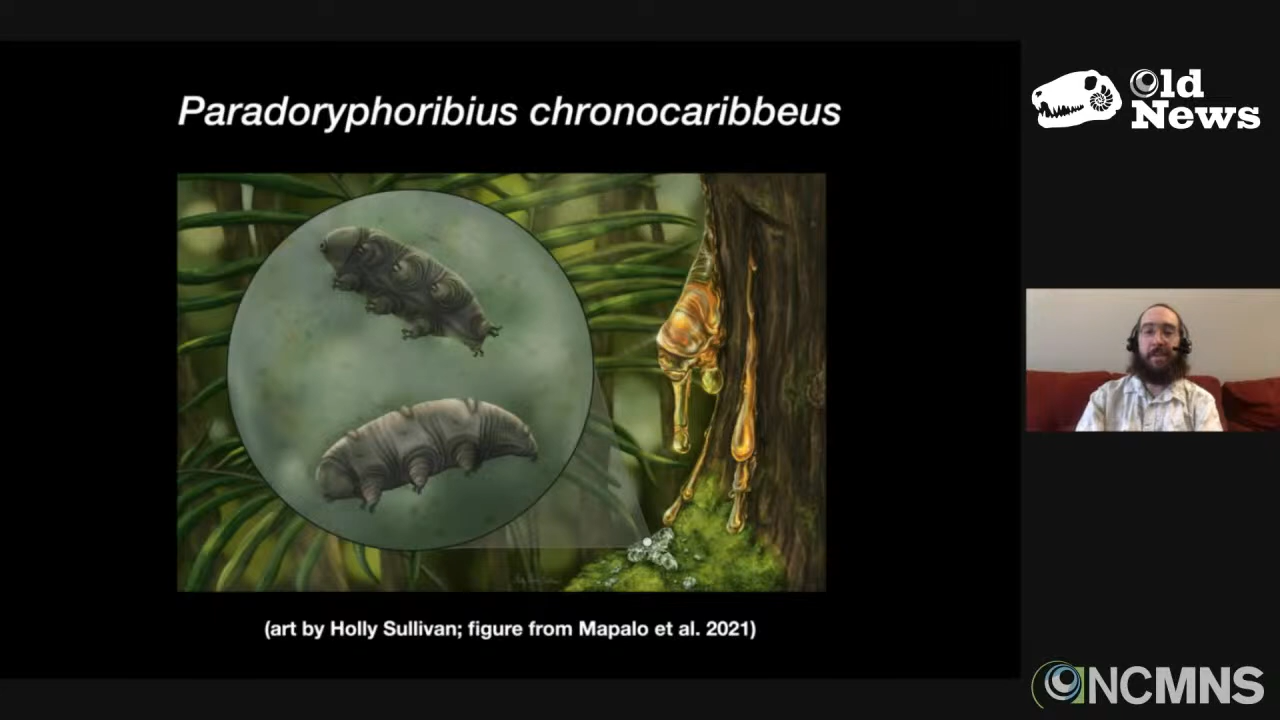 Paradoryphoribius chronocaribbeus
(art by Holly Sullivan; figure from Mapalo et al. 2021)
Old
News
NCMNS